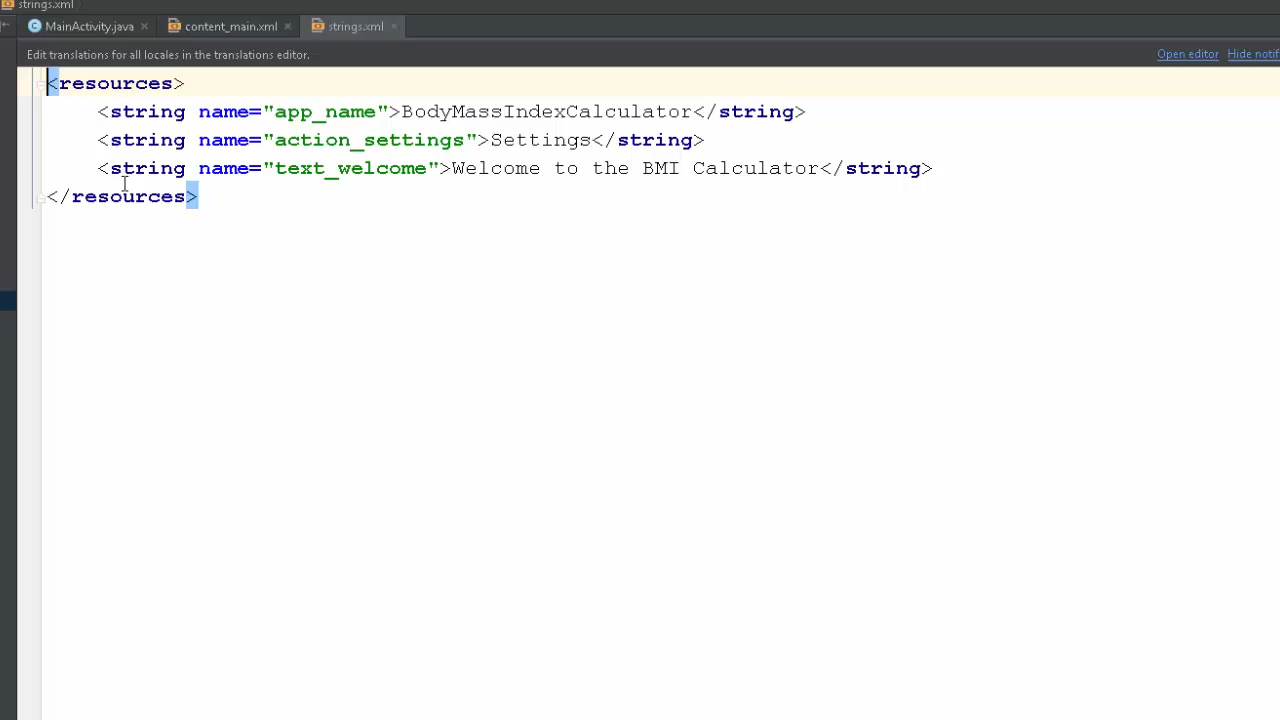 strings.xml
MainActivity.java content_main.xml strings.xml
Edit translations for all locales in the translations editor. Open editor Hide notif
<resources>
    <string name="app_name">BodyMassIndexCalculator</string>
    <string name="action_settings">Settings</string>
    <string name="text_welcome">Welcome to the BMI Calculator</string>
</resources>